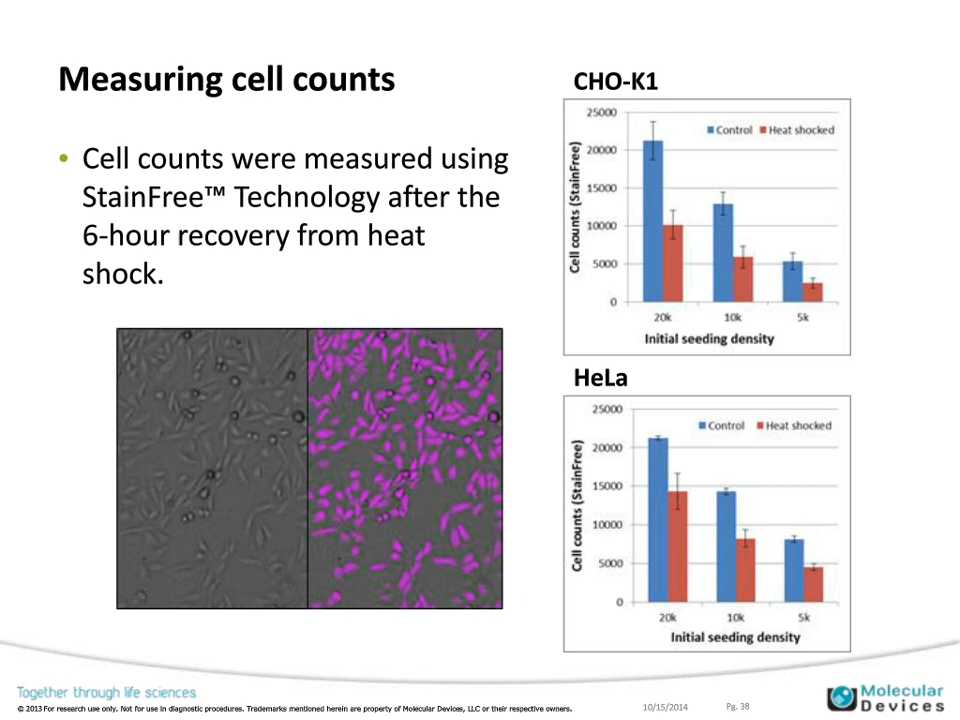 Measuring cell counts
• Cell counts were measured using
StainFree™ Technology after the
6-hour recovery from heat
shock.
CHO-K1
25000
20000
15000
10000
5000
0
Cell counts (StainFree)
Control Heat shocked
20k 10k 5k
Initial seeding density
HeLa
25000
20000
15000
10000
5000
0
Cell counts (StainFree)
Control Heat shocked
20k 10k 5k
Initial seeding density
Together through life sciences
© 2013 For research use only. Not for use in diagnostic procedures. Trademarks mentioned herein are property of Molecular Devices, LLC or their respective owners.
10/15/2014
Pg. 38
Molecular
Devices